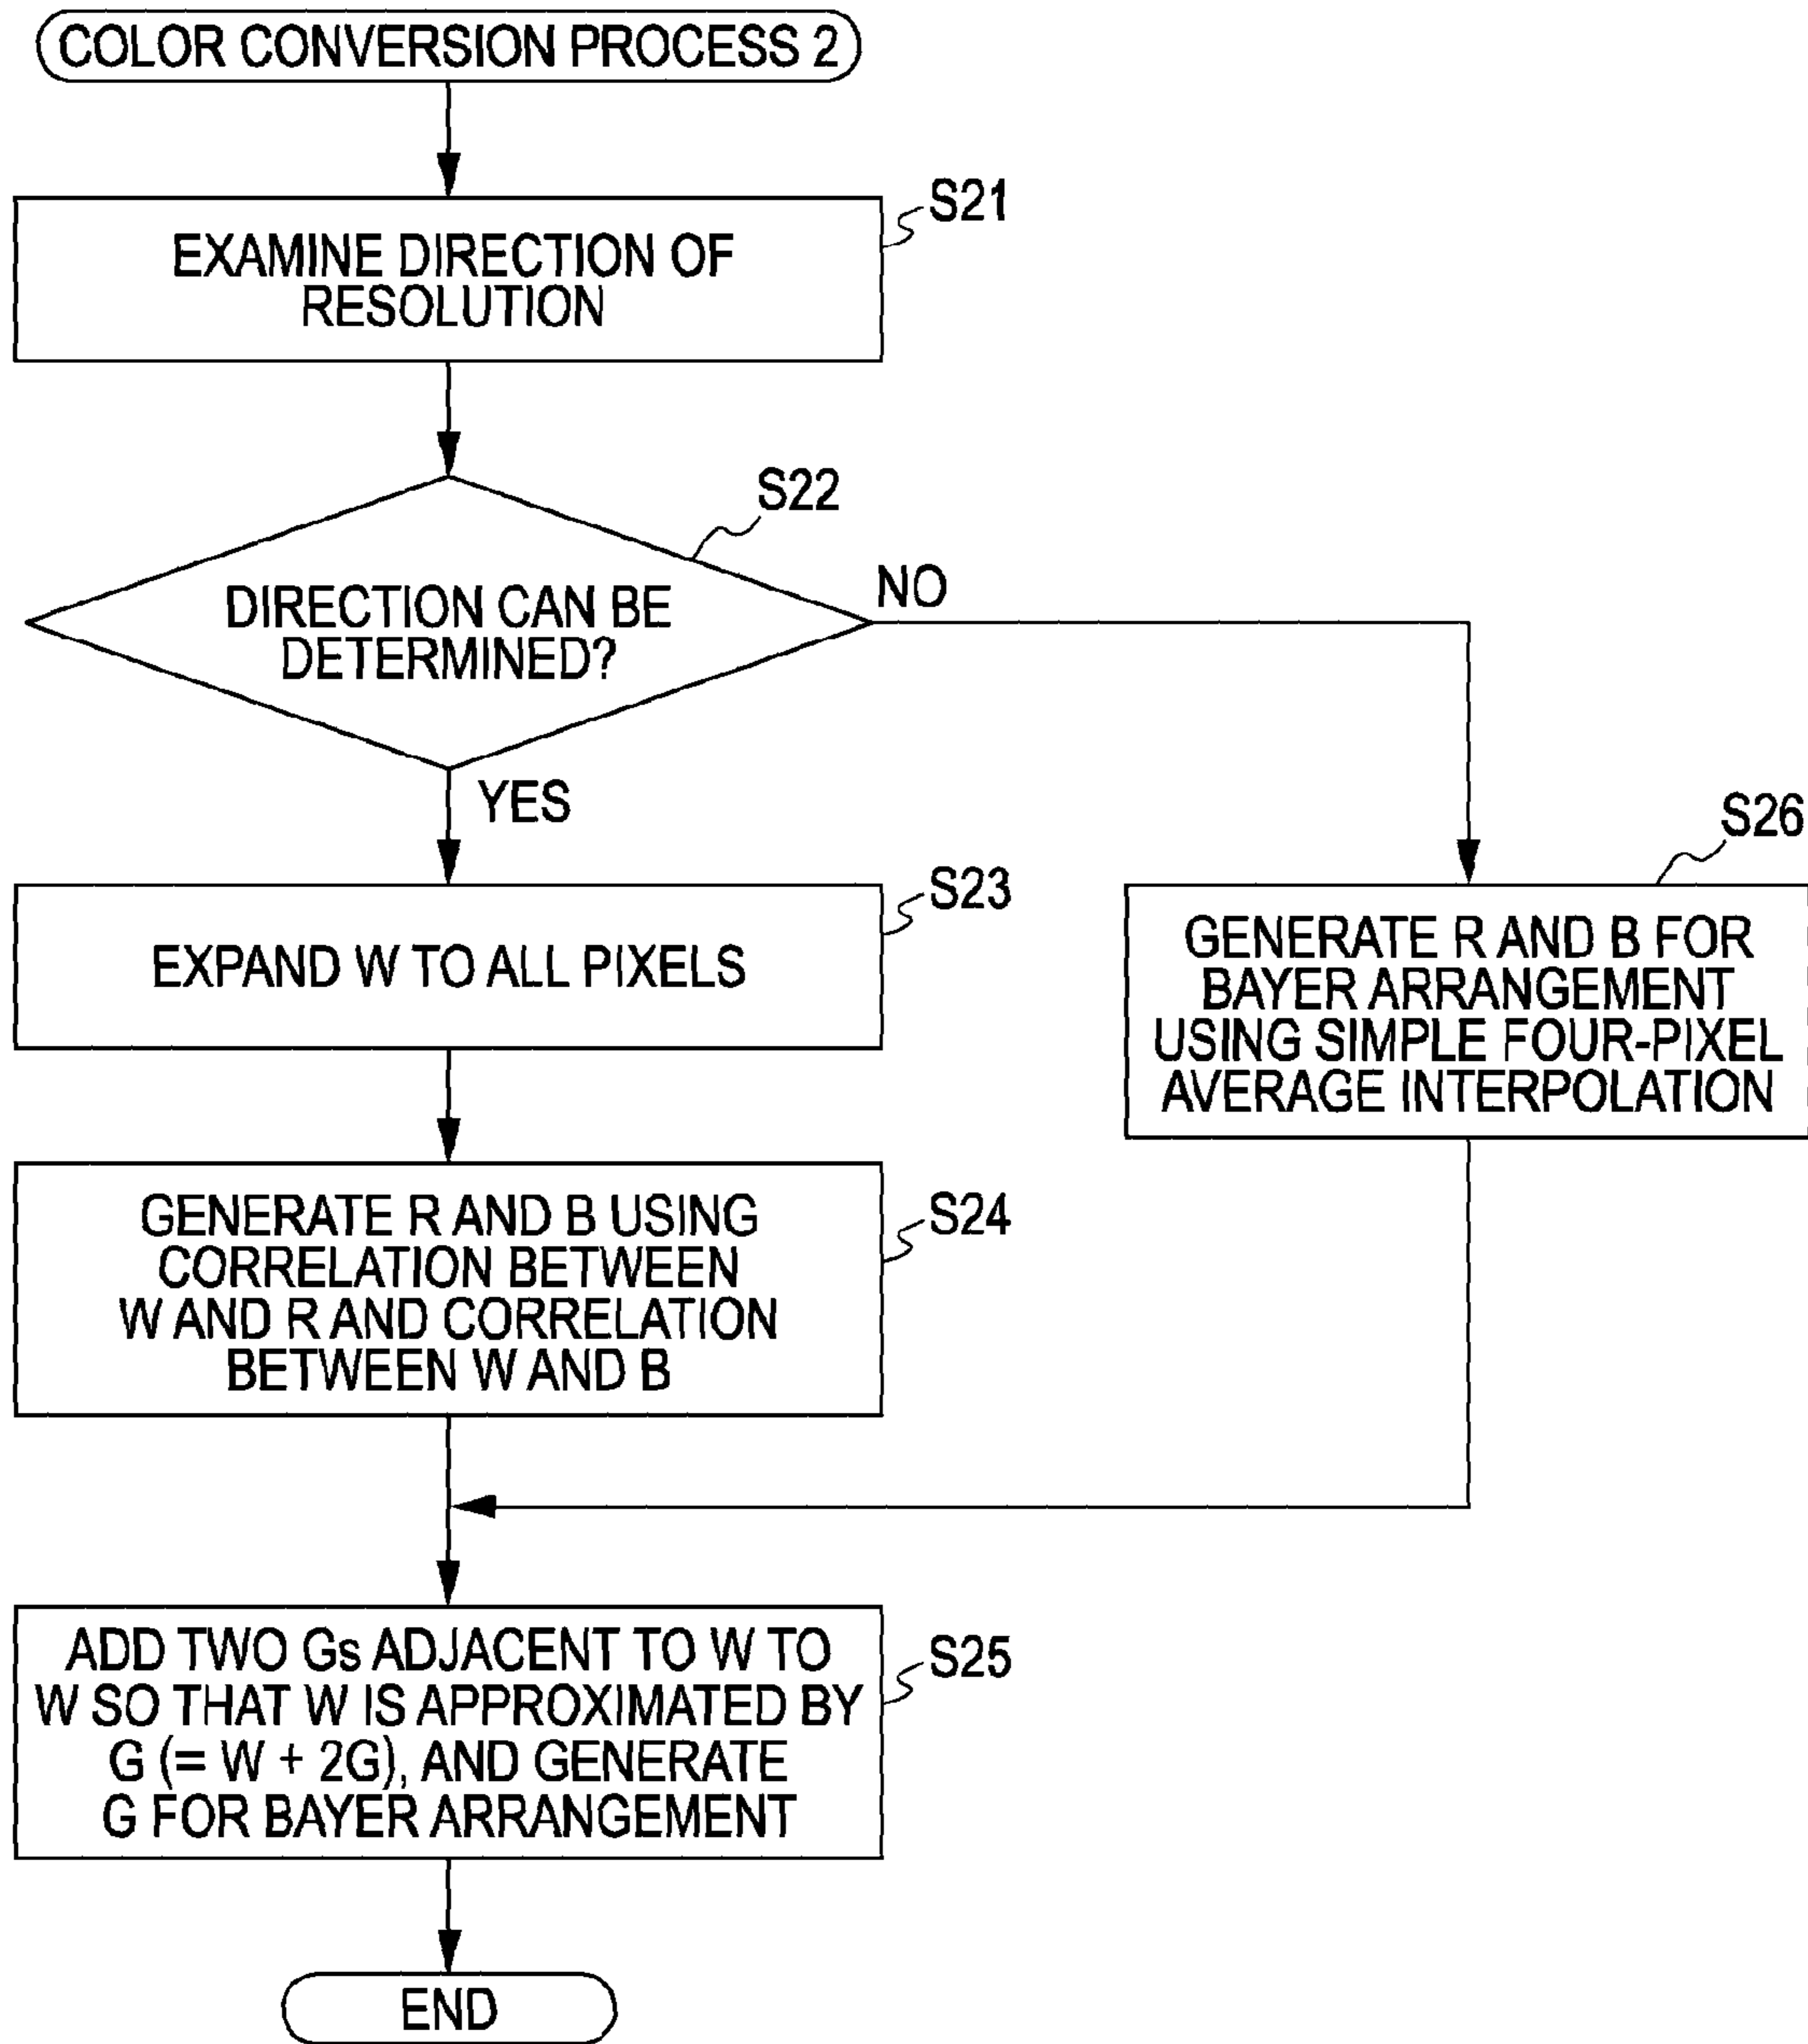 COLOR CONVERSION PROCESS 2
S21
EXAMINE DIRECTION OF
RESOLUTION
S22
DIRECTION CAN BE
DETERMINED?
NO
YES
S23
EXPAND W TO ALL PIXELS
S26
GENERATE R AND B FOR
BAYER ARRANGEMENT
USING SIMPLE FOUR-PIXEL
AVERAGE INTERPOLATION
S24
GENERATE R AND B USING
CORRELATION BETWEEN
W AND R AND CORRELATION
BETWEEN W AND B
S25
ADD TWO Gs ADJACENT TO W TO
W SO THAT W IS APPROXIMATED BY
G (= W + 2G), AND GENERATE
G FOR BAYER ARRANGEMENT
END